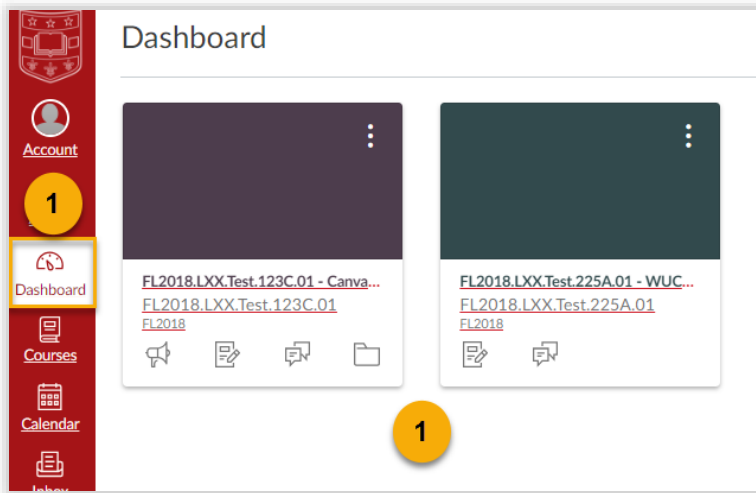 Dashboard
Account
1
Dashboard
Courses
Calendar
Inbox
FL2018.LXX.Test.123C.01 - Canva...
FL2018.LXX.Test.123C.01
FL2018
FL2018.LXX.Test.225A.01 - WUC...
FL2018.LXX.Test.225A.01
FL2018
1